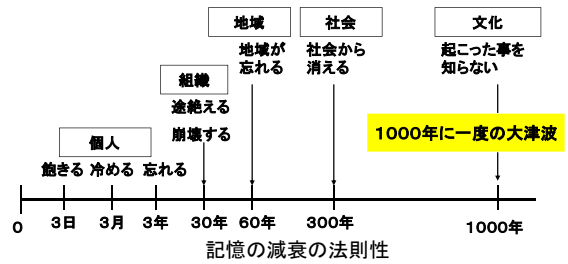 地域
社会
文化
地域が
忘れる
社会から
消える
起こった事を
知らない
組織
途絶える
崩壊する
1000年に一度の大津波
個人
飽きる 冷める 忘れる
0 3日 3月 3年 30年 60年 300年 1000年
記憶の減衰の法則性